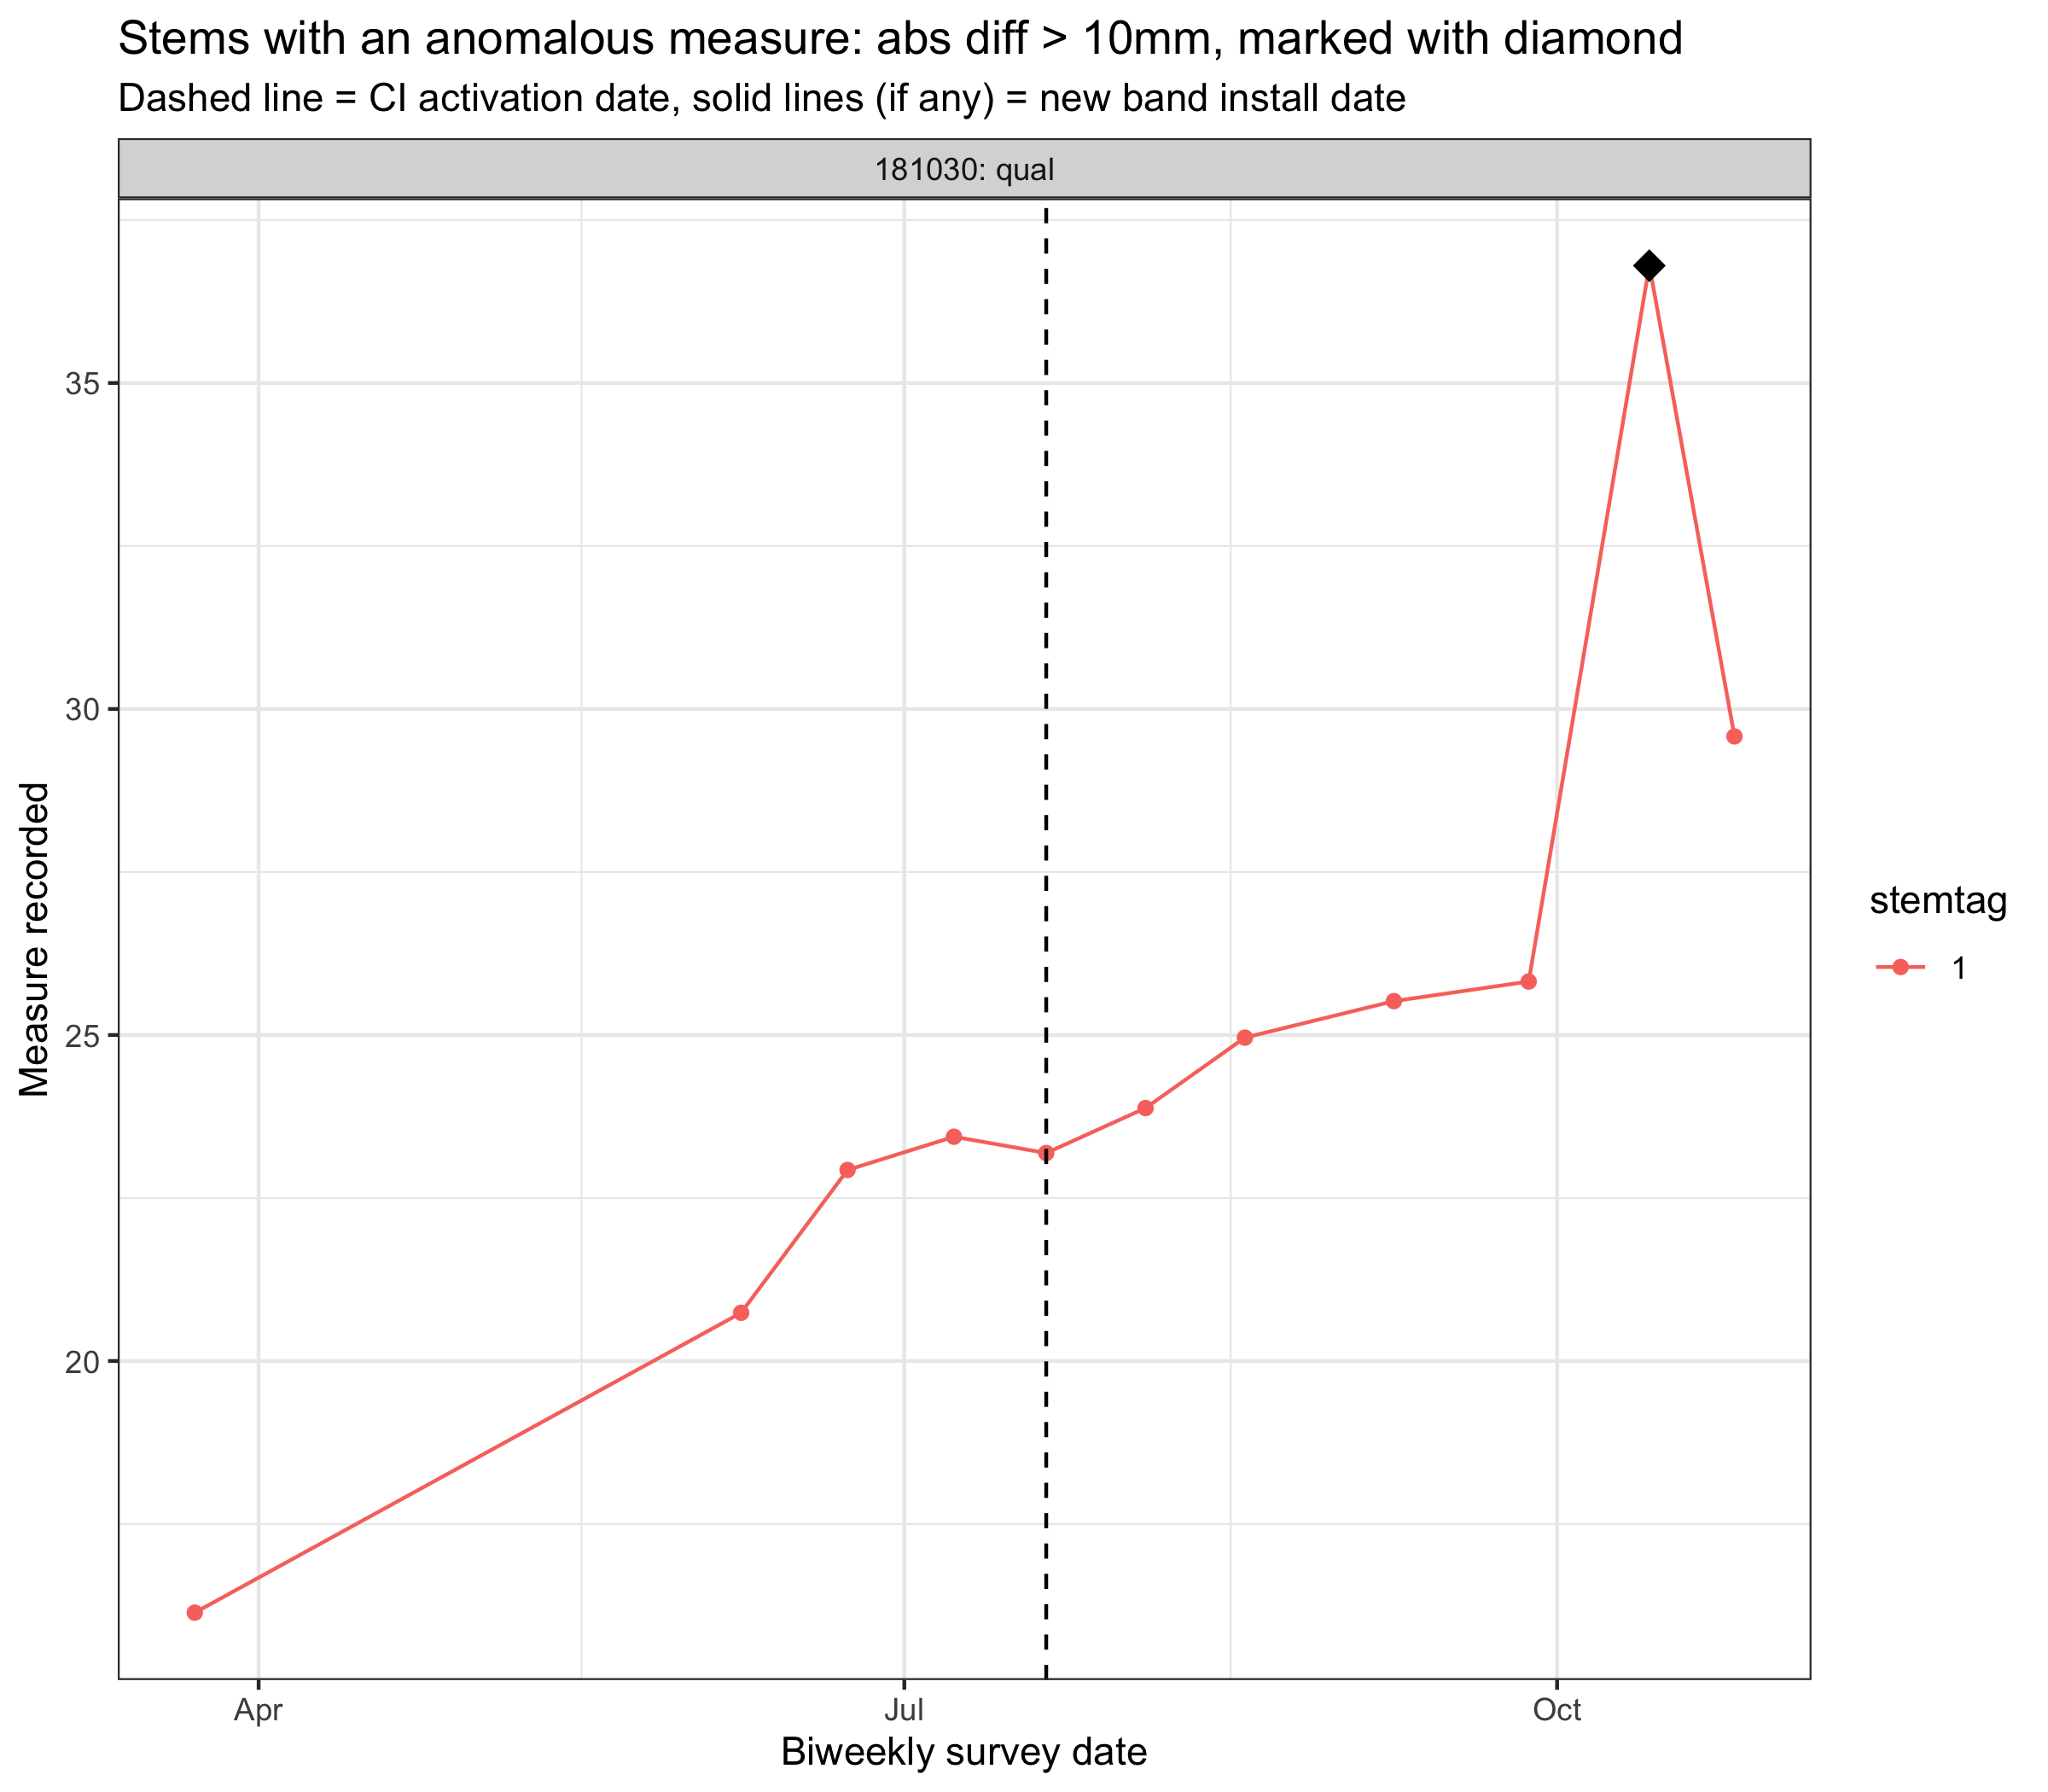 Stems with an anomalous measure: abs diff > 10mm, marked with diamond
Dashed line = CI activation date, solid lines (if any) = new band install date
181030: qual
35
30
25
20
Measure recorded
Apr
Jul
Oct
Biweekly survey date
stemtag
1